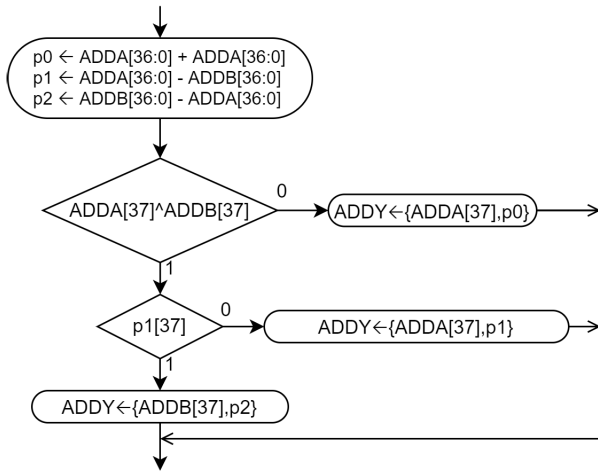 p0 ← ADDA[36:0] + ADDA[36:0]
p1 ← ADDA[36:0] - ADDB[36:0]
p2 ← ADDB[36:0] - ADDA[36:0]
ADDA[37]^ADDB[37]
0
ADDY←{ADDA[37],p0}
1
p1[37]
0
ADDY←{ADDA[37],p1}
1
ADDY←{ADDB[37],p2}